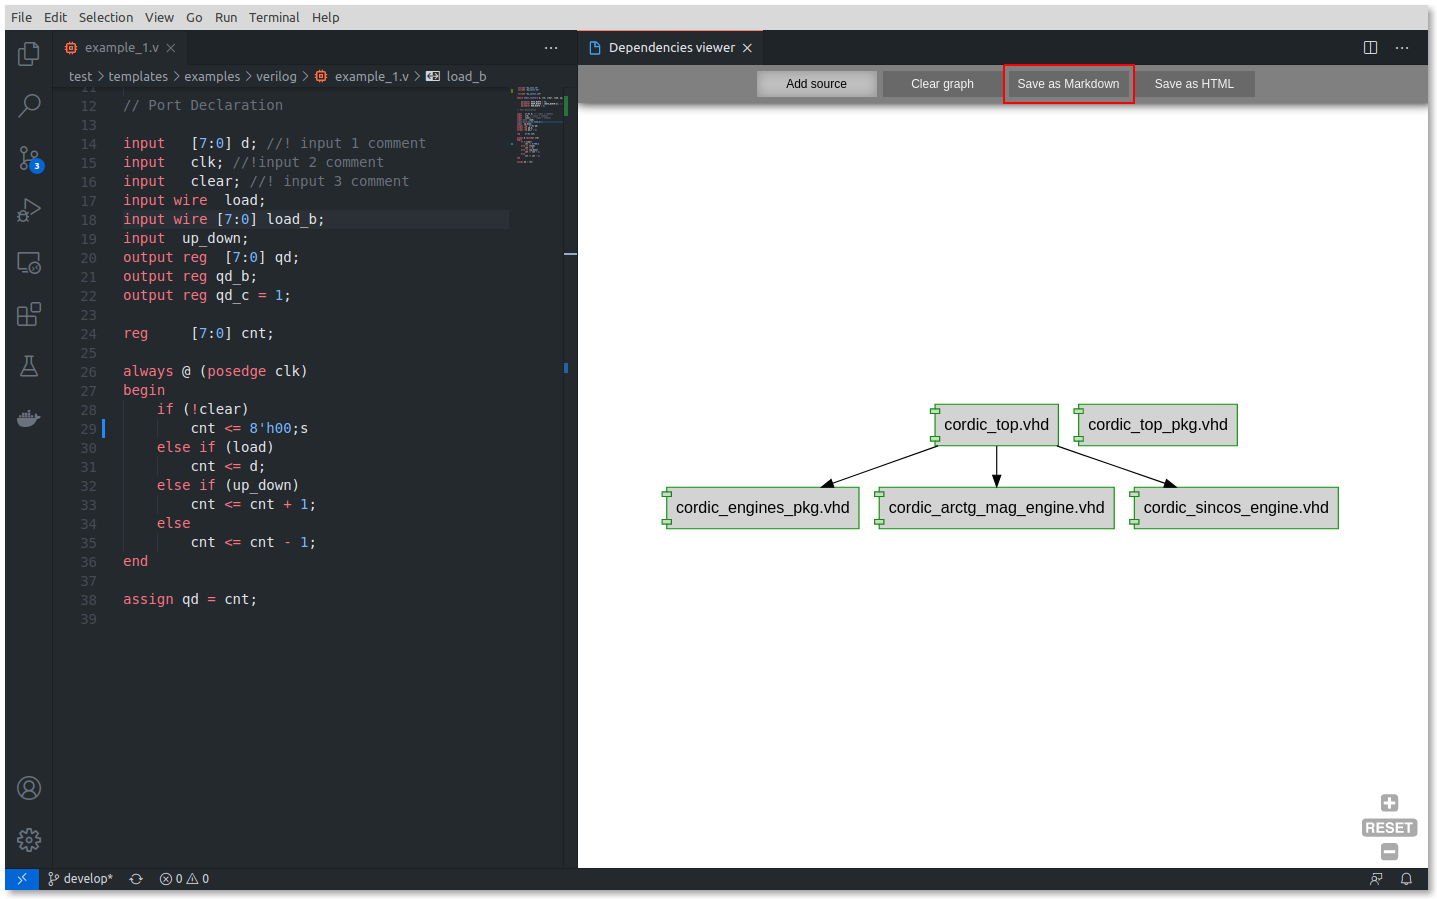 File Edit Selection View Go Run Terminal Help
example_1.v
Dependencies viewer
test > templates > examples > verilog > example_1.v > load_b
Add source
Clear graph
Save as Markdown
Save as HTML
11
12 // Port Declaration
13
14 input   [7:0] d; //! input 1 comment
15 input   clk; //!input 2 comment
16 input   clear; //! input 3 comment
17 input wire  load;
18 input wire [7:0] load_b;
19 input  up_down;
20 output reg  [7:0] qd;
21 output reg qd_b;
22 output reg qd_c = 1;
23
24 reg     [7:0] cnt;
25
26 always @ (posedge clk)
27 begin
28     if (!clear)
29         cnt <= 8'h00;s
30     else if (load)
31         cnt <= d;
32     else if (up_down)
33         cnt <= cnt + 1;
34     else
35         cnt <= cnt - 1;
36 end
37
38 assign qd = cnt;
39
3
cordic_top.vhd
cordic_top_pkg.vhd
cordic_engines_pkg.vhd
cordic_arctg_mag_engine.vhd
cordic_sincos_engine.vhd
RESET
develop* 0 0